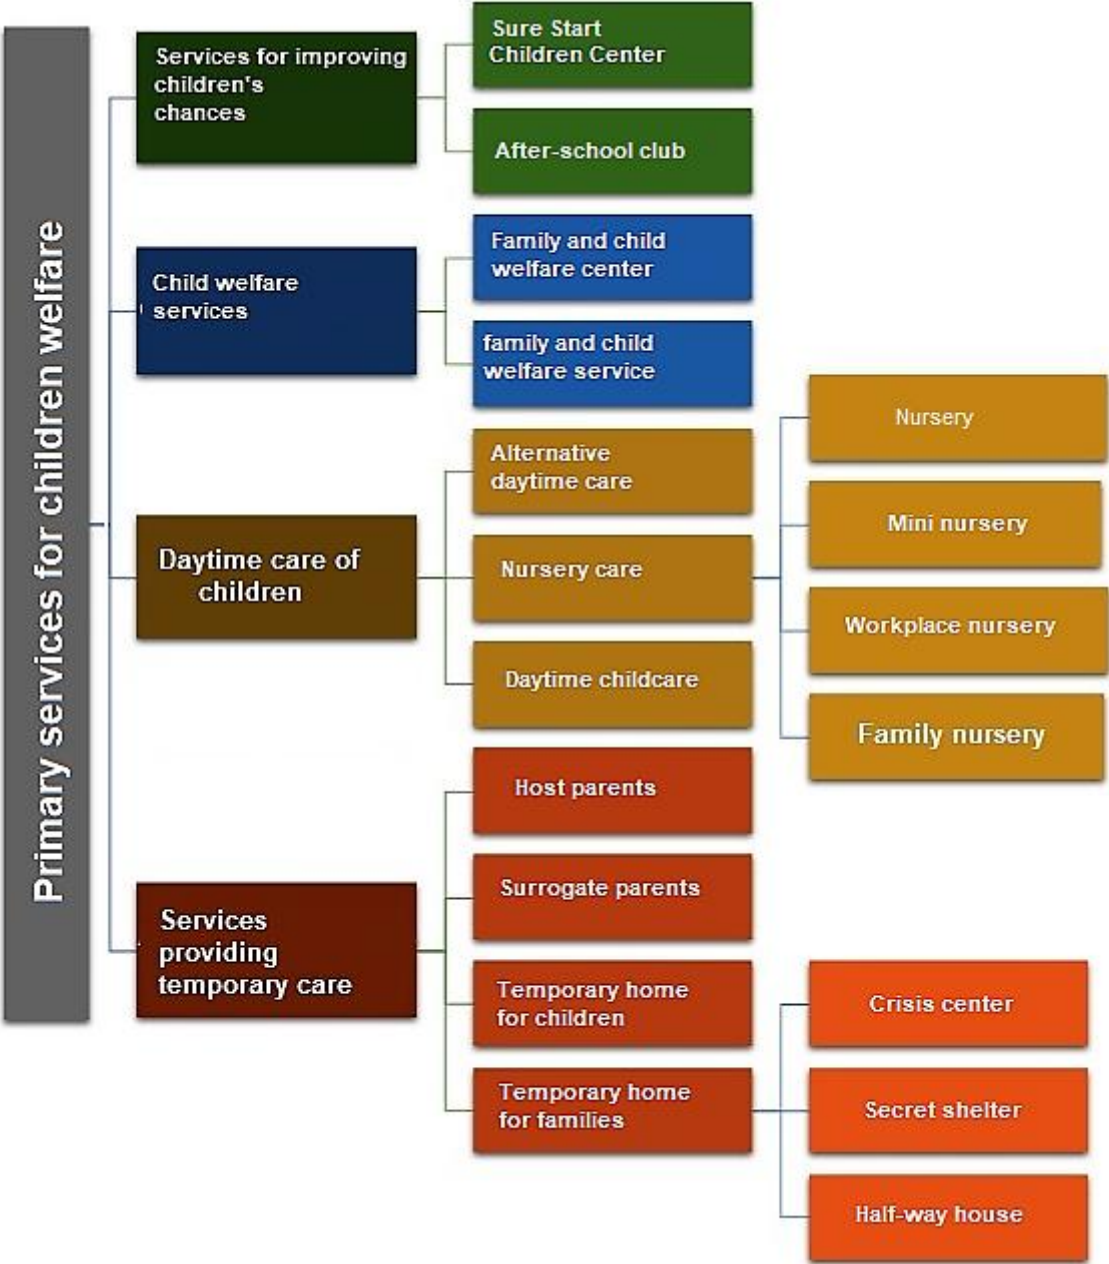 Primary services for children welfare
Services for improving
children's
chances
Sure Start
Children Center
After-school club
Child welfare
services
Family and child
welfare center
family and child
welfare service
Daytime care of
children
Alternative
daytime care
Nursery care
Daytime childcare
Nursery
Mini nursery
Workplace nursery
Family nursery
Services
providing
temporary care
Host parents
Surrogate parents
Temporary home
for children
Temporary home
for families
Crisis center
Secret shelter
Half-way house